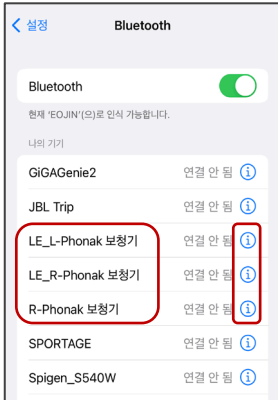 설정
Bluetooth
Bluetooth
현재 'EOJIN'(으)로 인식 가능합니다.
나의 기기
GiGAGenie2 연결 안 됨
JBL Trip 연결 안 됨
LE_L-Phonak 보청기 연결 안 됨
LE_R-Phonak 보청기 연결 안 됨
R-Phonak 보청기 연결 안 됨
SPORTAGE 연결 안 됨
Spigen_S540W 연결 안 됨